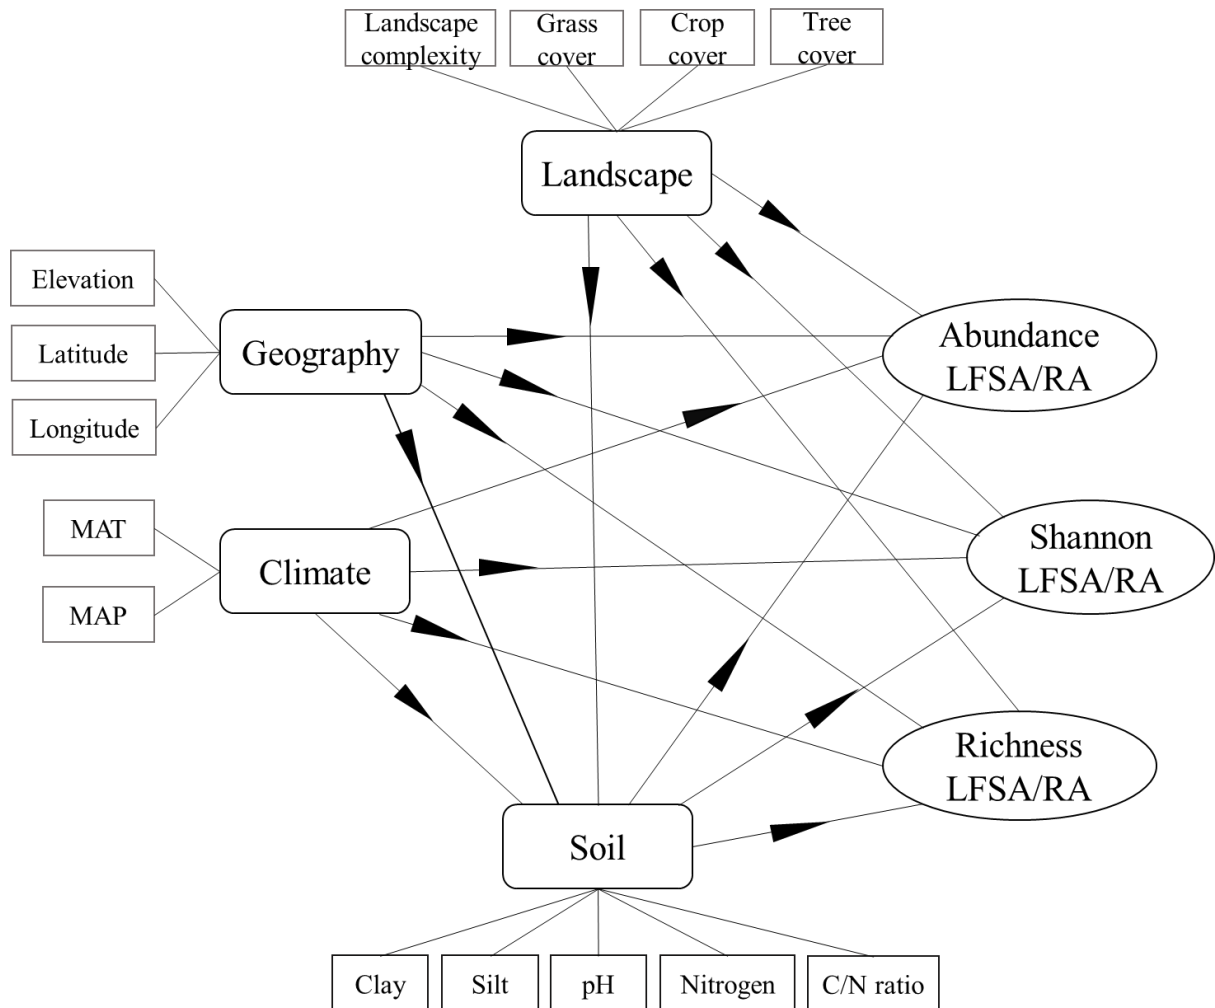 Landscape
complexity
Grass
cover
Crop
cover
Tree
cover
Landscape
Elevation
Latitude
Longitude
Geography
Abundance
LFSA/RA
MAT
MAP
Climate
Shannon
LFSA/RA
Richness
LFSA/RA
Soil
Clay
Silt
pH
Nitrogen
C/N ratio